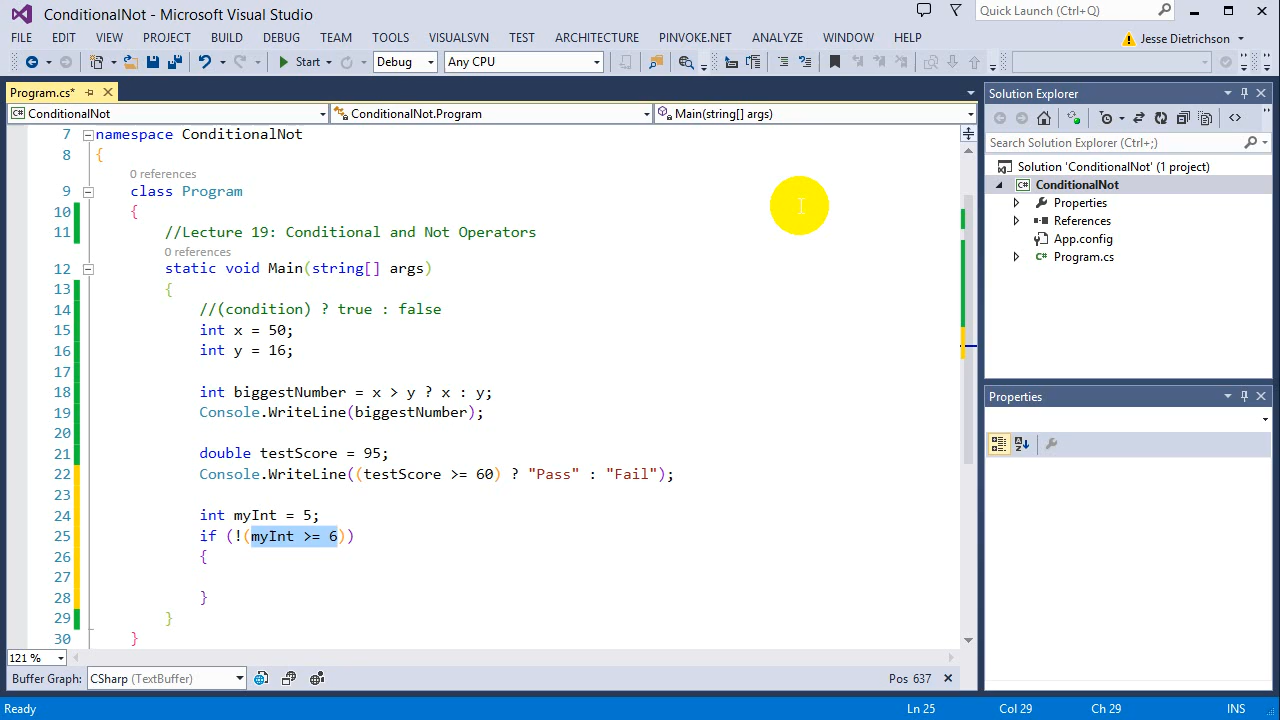 ConditionalNot - Microsoft Visual Studio
Quick Launch (Ctrl+Q)
FILE EDIT VIEW PROJECT BUILD DEBUG TEAM TOOLS VISUALSVN TEST ARCHITECTURE PINVOKE.NET ANALYZE WINDOW HELP
Jesse Dietrichson
Start Debug Any CPU
Program.cs*
ConditionalNot ConditionalNot.Program Main(string[] args)
7 namespace ConditionalNot
8 {
0 references
9 class Program
10 {
11 //Lecture 19: Conditional and Not Operators
0 references
12 static void Main(string[] args)
13 {
14 //(condition) ? true : false
15 int x = 50;
16 int y = 16;
17
18 int biggestNumber = x > y ? x : y;
19 Console.WriteLine(biggestNumber);
20
21 double testScore = 95;
22 Console.WriteLine((testScore >= 60) ? "Pass" : "Fail");
23
24 int myInt = 5;
25 if (!(myInt >= 6))
26 {
27
28 }
29 }
30 }
121 %
Buffer Graph: CSharp (TextBuffer) Pos 637
Solution Explorer
Search Solution Explorer (Ctrl+;)
Solution 'ConditionalNot' (1 project)
ConditionalNot
Properties
References
App.config
Program.cs
Properties
Ready Ln 25 Col 29 Ch 29 INS